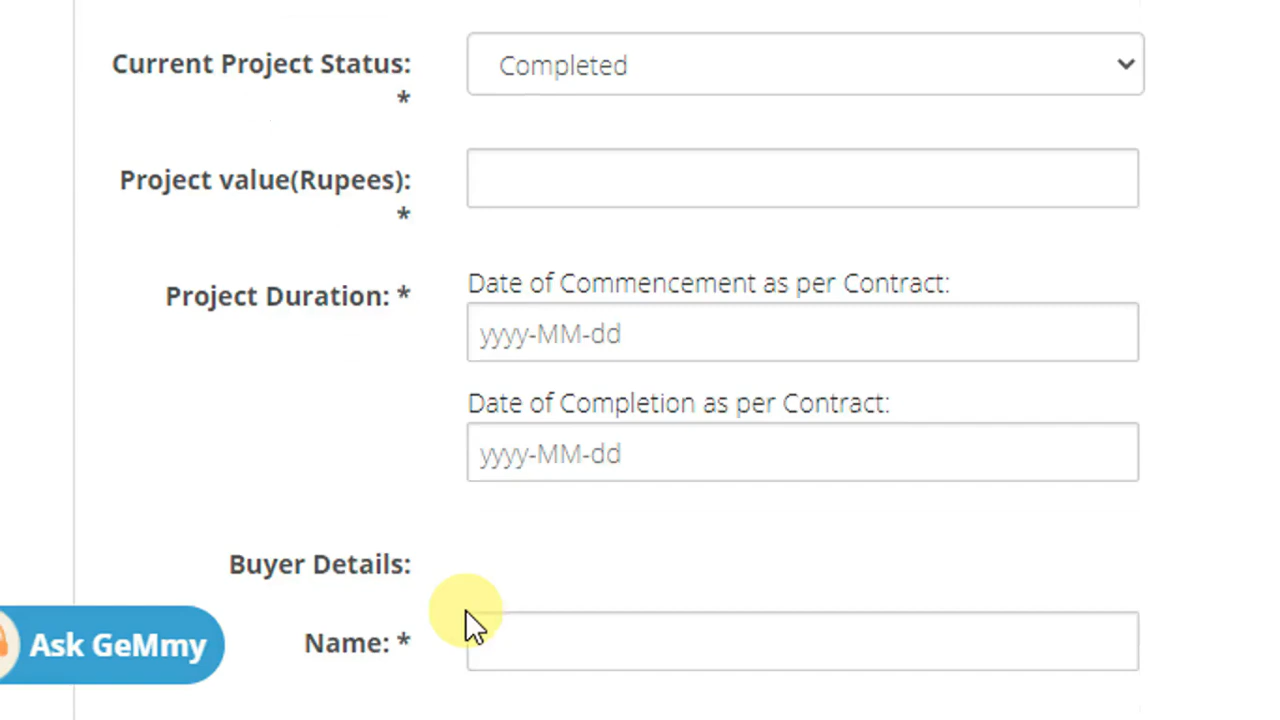 Current Project Status: Completed
*
Project value(Rupees):
*
Project Duration: * Date of Commencement as per Contract:
yyyy-MM-dd
Date of Completion as per Contract:
yyyy-MM-dd
Buyer Details:
Ask GeMmy
Name: *